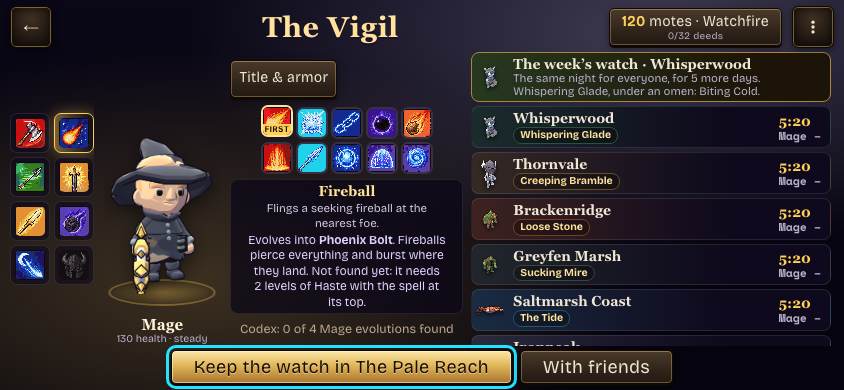 The Vigil
120 motes · Watchfire
0/32 deeds
Title & armor
FIRST
Fireball
Flings a seeking fireball at the
nearest foe.
Evolves into Phoenix Bolt. Fireballs
pierce everything and burst where
they land. Not found yet: it needs
2 levels of Haste with the spell at
its top.
Codex: 0 of 4 Mage evolutions found
Mage
130 health · steady
The week's watch · Whisperwood
The same night for everyone, for 5 more days.
Whispering Glade, under an omen: Biting Cold.
Whisperwood
Whispering Glade
5:20
Mage –
Thornvale
Creeping Bramble
5:20
Mage –
Brackenridge
Loose Stone
5:20
Mage –
Greyfen Marsh
Sucking Mire
5:20
Mage –
Saltmarsh Coast
The Tide
5:20
Mage –
Keep the watch in The Pale Reach
With friends